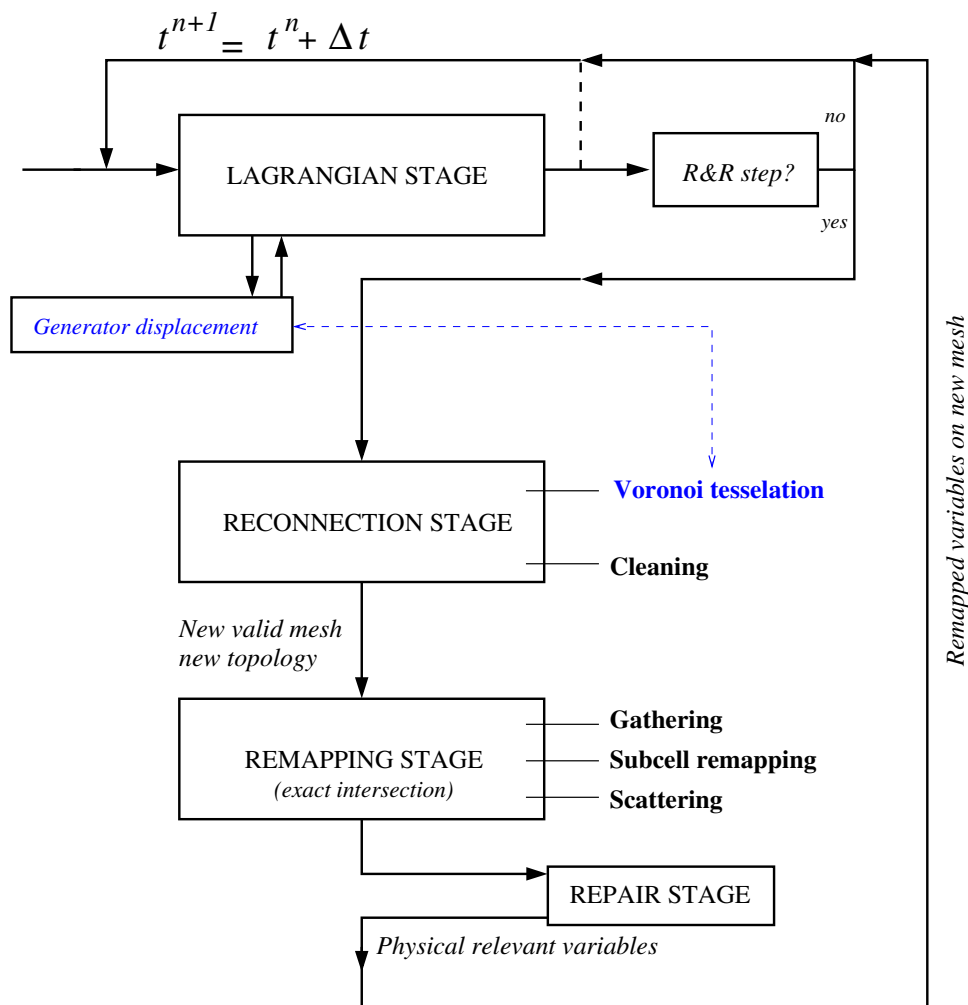 t^{n+1} = t^n + Δt
no
LAGRANGIAN STAGE
R&R step?
yes
Generator displacement
Voronoi tesselation
RECONNECTION STAGE
Cleaning
New valid mesh
new topology
Gathering
REMAPPING STAGE
Subcell remapping
(exact intersection)
Scattering
REPAIR STAGE
Physical relevant variables
Remapped variables on new mesh